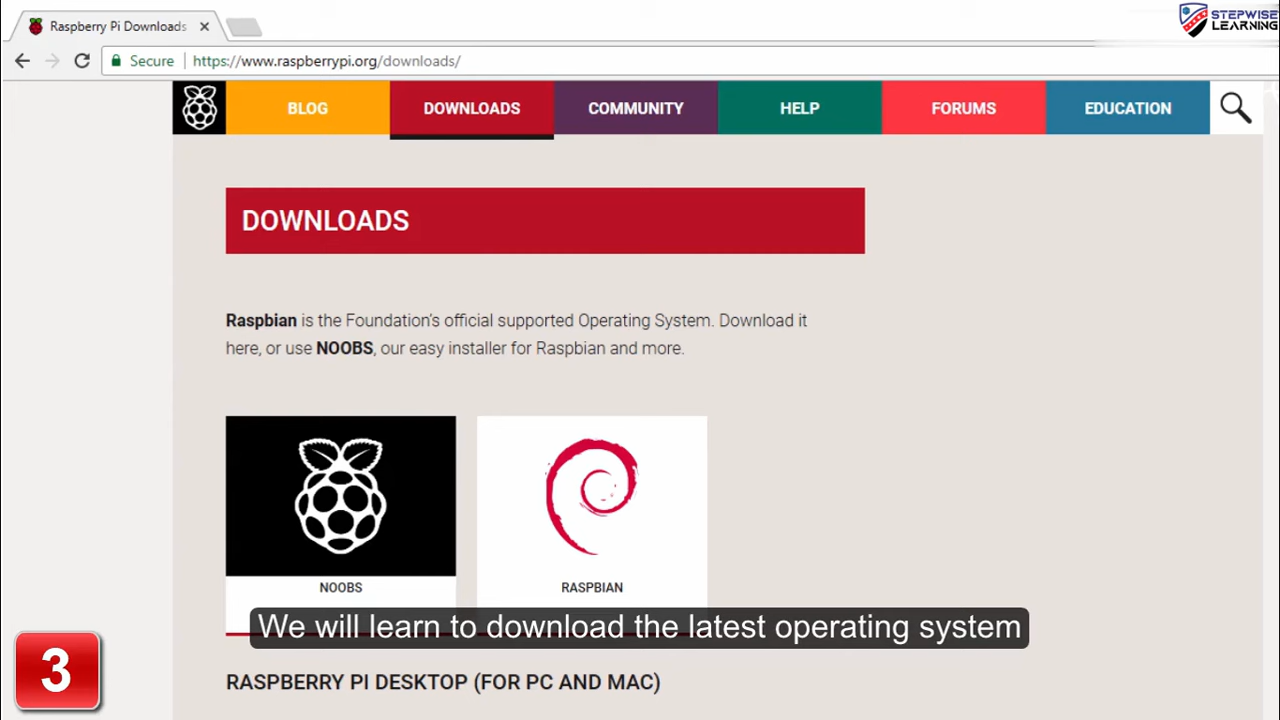 Raspberry Pi Downloads
STEPWISE
LEARNING
Secure https://www.raspberrypi.org/downloads/
BLOG DOWNLOADS COMMUNITY HELP FORUMS EDUCATION
DOWNLOADS
Raspbian is the Foundation's official supported Operating System. Download it
here, or use NOOBS, our easy installer for Raspbian and more.
NOOBS RASPBIAN
We will learn to download the latest operating system
3
RASPBERRY PI DESKTOP (FOR PC AND MAC)